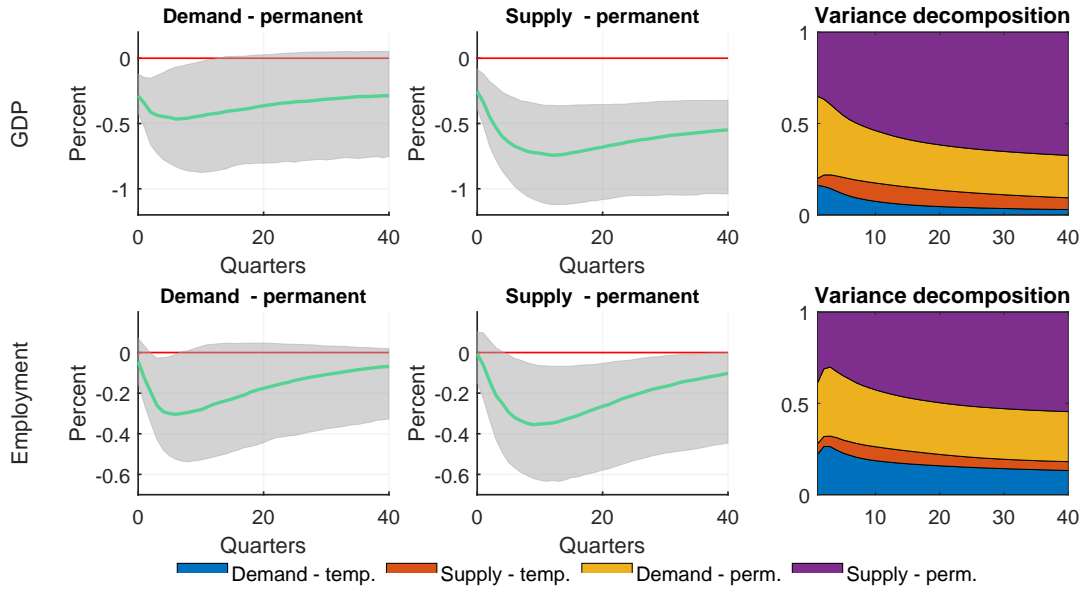 Demand - permanent
Supply - permanent
Variance decomposition
GDP
Percent
0
-0.5
-1
0
20
40
Quarters
Percent
0
-0.5
-1
0
20
40
Quarters
1
0.5
0
10
20
30
40
Demand  - permanent
Supply  - permanent
Variance decomposition
Employment
Percent
0
-0.2
-0.4
-0.6
0
20
40
Quarters
Percent
0
-0.2
-0.4
-0.6
0
20
40
Quarters
1
0.5
0
10
20
30
40
Demand - temp.
Supply - temp.
Demand - perm.
Supply - perm.